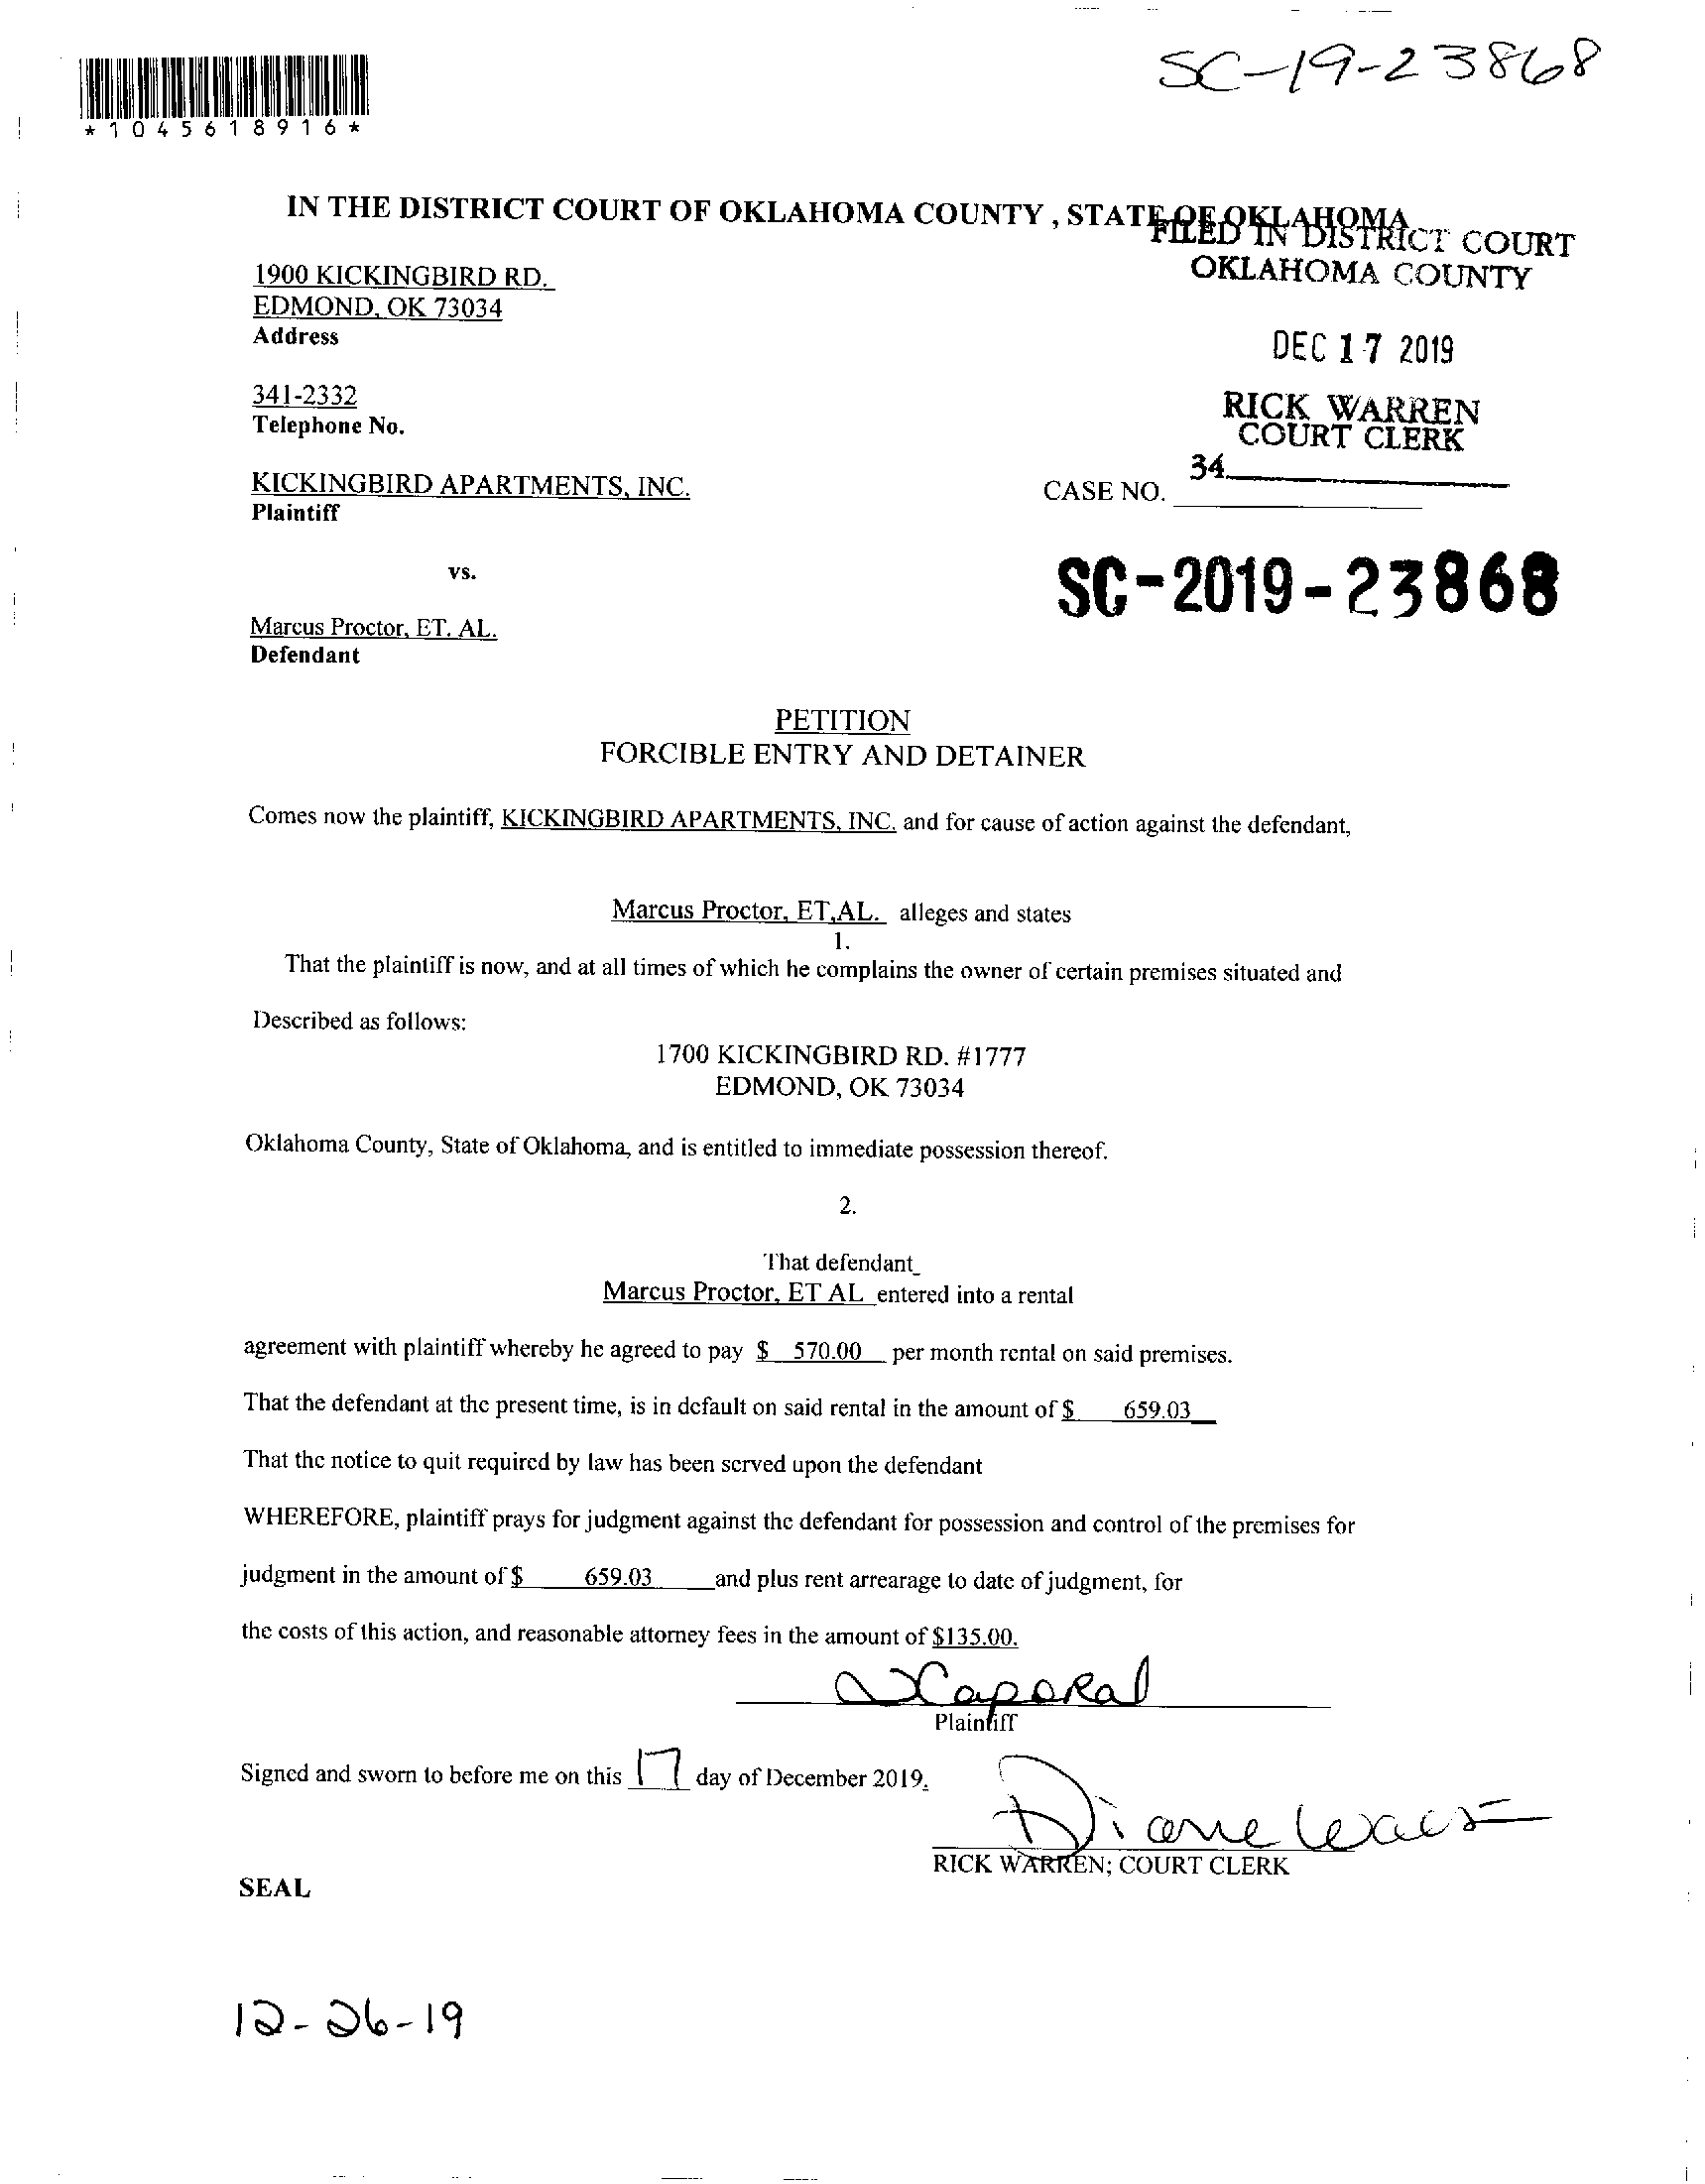 SC-19-23868
*1045618916*
IN THE DISTRICT COURT OF OKLAHOMA COUNTY , STATE OF OKLAHOMA
FILED IN DISTRICT COURT
OKLAHOMA COUNTY
1900 KICKINGBIRD RD.
EDMOND, OK 73034
Address
DEC 17 2019
341-2332
Telephone No.
RICK WARREN
COURT CLERK
34
KICKINGBIRD APARTMENTS, INC.
Plaintiff
CASE NO.
vs.
SC-2019-23868
Marcus Proctor, ET. AL.
Defendant
PETITION
FORCIBLE ENTRY AND DETAINER
Comes now the plaintiff, KICKINGBIRD APARTMENTS, INC. and for cause of action against the defendant,
Marcus Proctor, ET,AL. alleges and states
1.
That the plaintiff is now, and at all times of which he complains the owner of certain premises situated and
Described as follows:
1700 KICKINGBIRD RD. #1777
EDMOND, OK 73034
Oklahoma County, State of Oklahoma, and is entitled to immediate possession thereof.
2.
That defendant_
Marcus Proctor, ET AL entered into a rental
agreement with plaintiff whereby he agreed to pay $ 570.00 per month rental on said premises.
That the defendant at the present time, is in default on said rental in the amount of $ 659.03
That the notice to quit required by law has been served upon the defendant
WHEREFORE, plaintiff prays for judgment against the defendant for possession and control of the premises for
judgment in the amount of $ 659.03 and plus rent arrearage to date of judgment, for
the costs of this action, and reasonable attorney fees in the amount of $135.00.
Plaintiff
Signed and sworn to before me on this 17 day of December 2019.
Diane
RICK WARREN; COURT CLERK
SEAL
12-26-19